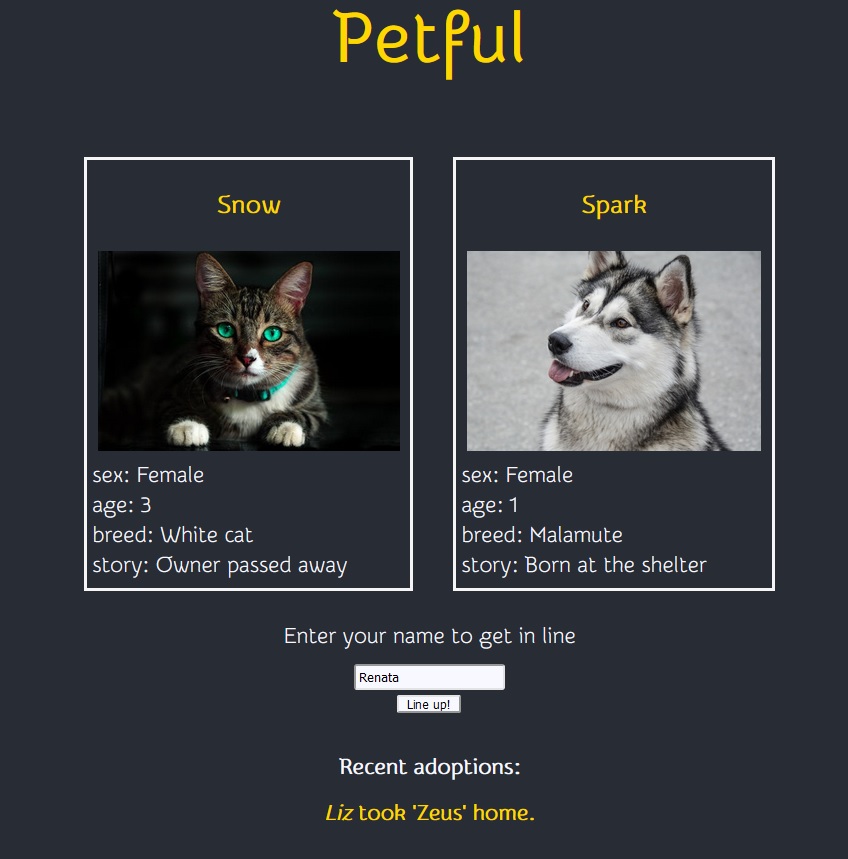 Petful
Snow
sex: Female
age: 3
breed: White cat
story: Owner passed away
Spark
sex: Female
age: 1
breed: Malamute
story: Born at the shelter
Enter your name to get in line
Renata
Line up!
Recent adoptions:
Liz took 'Zeus' home.